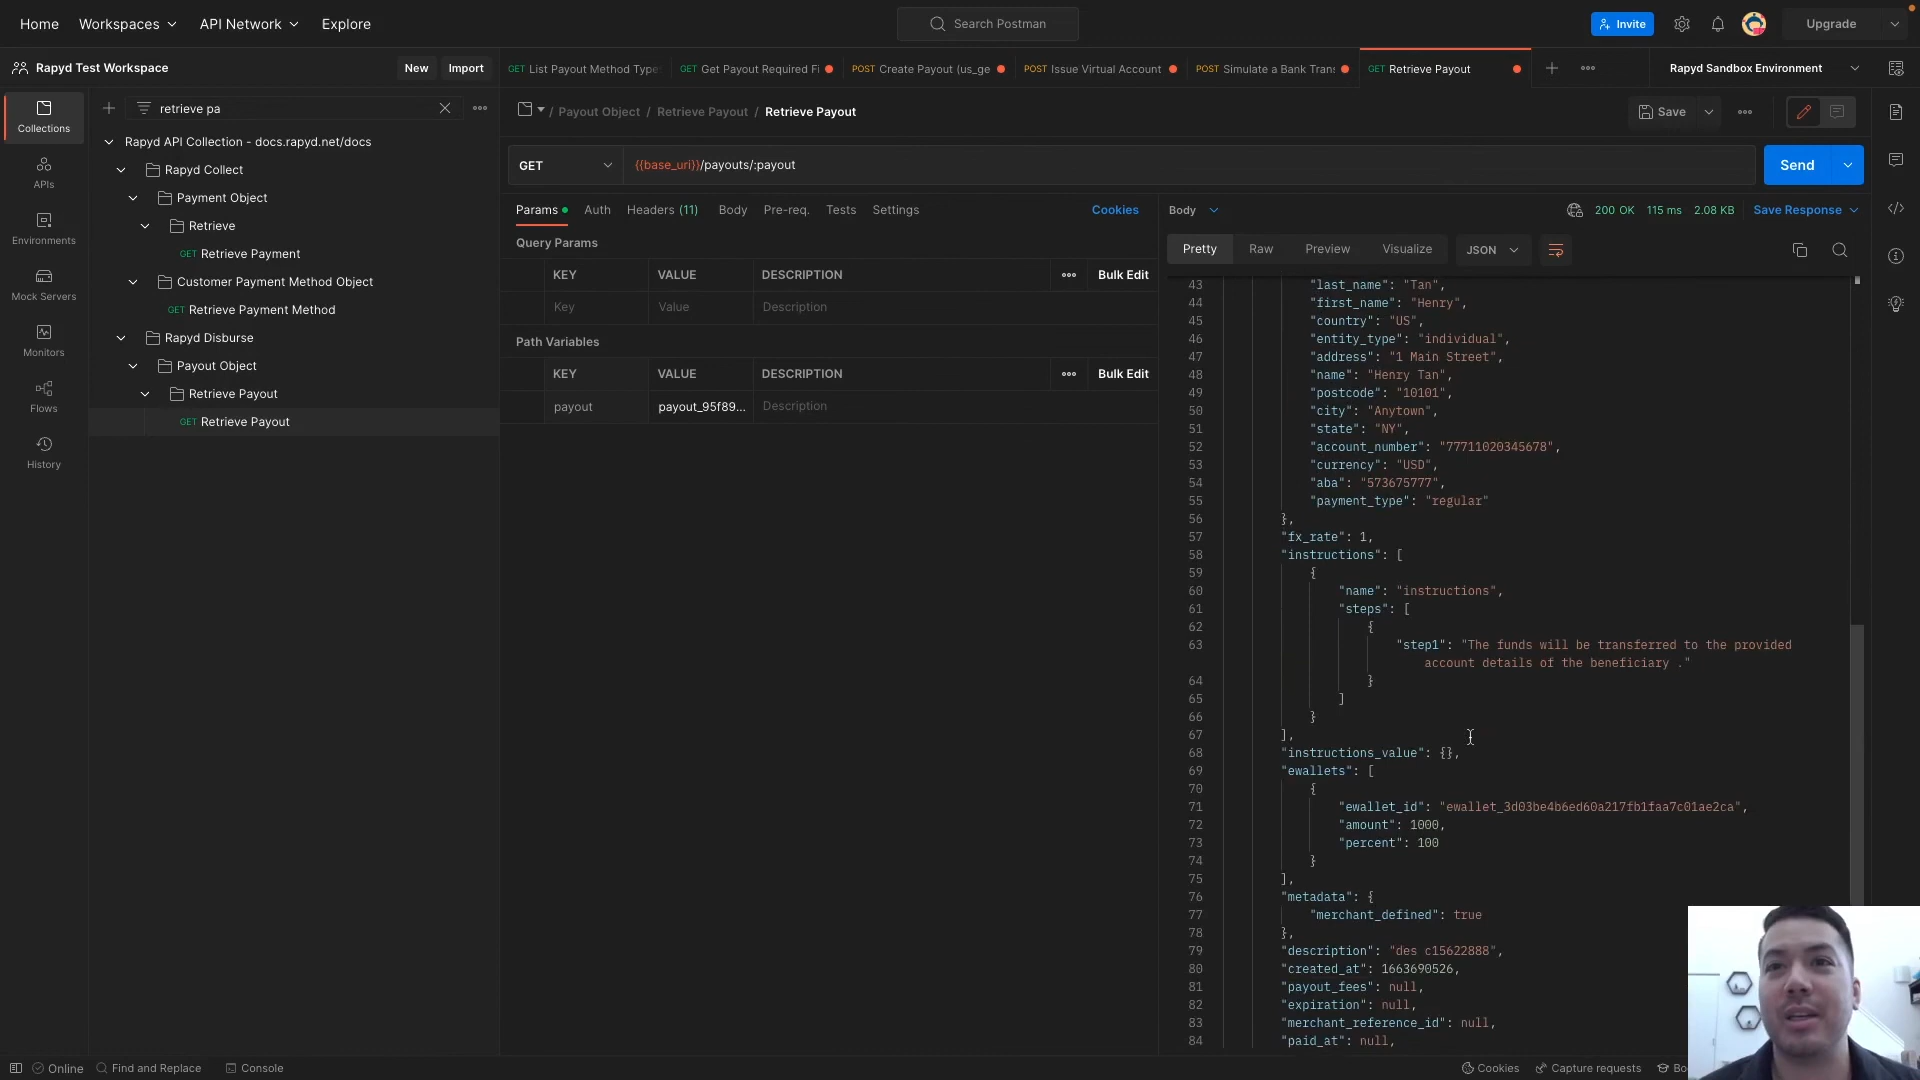 Home Workspaces API Network Explore Search Postman Invite Upgrade
Rapyd Test Workspace New Import
GET List Payout Method Type GET Get Payout Required Fi POST Create Payout (us_ge POST Issue Virtual Account POST Simulate a Bank Trans GET Retrieve Payout Rapyd Sandbox Environment
Collections
APIs
Environments
Mock Servers
Monitors
Flows
History
retrieve pa
Rapyd API Collection - docs.rapyd.net/docs
Rapyd Collect
Payment Object
Retrieve
GET Retrieve Payment
Customer Payment Method Object
GET Retrieve Payment Method
Rapyd Disburse
Payout Object
Retrieve Payout
GET Retrieve Payout
/ Payout Object / Retrieve Payout / Retrieve Payout Save
GET {{base_uri}}/payouts/:payout Send
Params Auth Headers (11) Body Pre-req. Tests Settings Cookies
Query Params
KEY VALUE DESCRIPTION Bulk Edit
Key Value Description
Path Variables
KEY VALUE DESCRIPTION Bulk Edit
payout payout_95f89... Description
Body 200 OK 115 ms 2.08 KB Save Response
Pretty Raw Preview Visualize JSON
43 "last_name": "Tan",
44 "first_name": "Henry",
45 "country": "US",
46 "entity_type": "individual",
47 "address": "1 Main Street",
48 "name": "Henry Tan",
49 "postcode": "10101",
50 "city": "Anytown",
51 "state": "NY",
52 "account_number": "77711020345678",
53 "currency": "USD",
54 "aba": "573675777",
55 "payment_type": "regular"
56 },
57 "fx_rate": 1,
58 "instructions": [
59 {
60 "name": "instructions",
61 "steps": [
62 {
63 "step1": "The funds will be transferred to the provided
account details of the beneficiary ."
64 }
65 ]
66 }
67 ],
68 "instructions_value": {},
69 "ewallets": [
70 {
71 "ewallet_id": "ewallet_3d03be4b6ed60a217fb1faa7c01ae2ca",
72 "amount": 1000,
73 "percent": 100
74 }
75 ],
76 "metadata": {
77 "merchant_defined": true
78 },
79 "description": "des c15622888",
80 "created_at": 1663690526,
81 "payout_fees": null,
82 "expiration": null,
83 "merchant_reference_id": null,
84 "paid_at": null,
Online Find and Replace Console Cookies Capture requests Bo